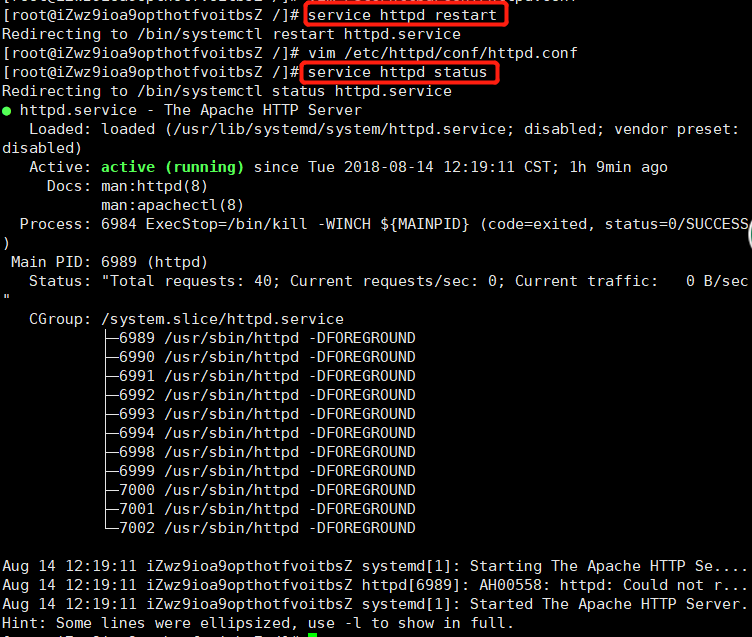 [root@iZwz9ioa9opthotfvoitbsZ /]# service httpd restart
Redirecting to /bin/systemctl restart httpd.service
[root@iZwz9ioa9opthotfvoitbsZ /]# vim /etc/httpd/conf/httpd.conf
[root@iZwz9ioa9opthotfvoitbsZ /]# service httpd status
Redirecting to /bin/systemctl status httpd.service
● httpd.service - The Apache HTTP Server
   Loaded: loaded (/usr/lib/systemd/system/httpd.service; disabled; vendor preset:
disabled)
   Active: active (running) since Tue 2018-08-14 12:19:11 CST; 1h 9min ago
     Docs: man:httpd(8)
           man:apachectl(8)
  Process: 6984 ExecStop=/bin/kill -WINCH ${MAINPID} (code=exited, status=0/SUCCESS
)
 Main PID: 6989 (httpd)
   Status: "Total requests: 40; Current requests/sec: 0; Current traffic:   0 B/sec
"
   CGroup: /system.slice/httpd.service
           ├─6989 /usr/sbin/httpd -DFOREGROUND
           ├─6990 /usr/sbin/httpd -DFOREGROUND
           ├─6991 /usr/sbin/httpd -DFOREGROUND
           ├─6992 /usr/sbin/httpd -DFOREGROUND
           ├─6993 /usr/sbin/httpd -DFOREGROUND
           ├─6994 /usr/sbin/httpd -DFOREGROUND
           ├─6998 /usr/sbin/httpd -DFOREGROUND
           ├─6999 /usr/sbin/httpd -DFOREGROUND
           ├─7000 /usr/sbin/httpd -DFOREGROUND
           ├─7001 /usr/sbin/httpd -DFOREGROUND
           └─7002 /usr/sbin/httpd -DFOREGROUND
Aug 14 12:19:11 iZwz9ioa9opthotfvoitbsZ systemd[1]: Starting The Apache HTTP Se....
Aug 14 12:19:11 iZwz9ioa9opthotfvoitbsZ httpd[6989]: AH00558: httpd: Could not r...
Aug 14 12:19:11 iZwz9ioa9opthotfvoitbsZ systemd[1]: Started The Apache HTTP Server.
Hint: Some lines were ellipsized, use -l to show in full.